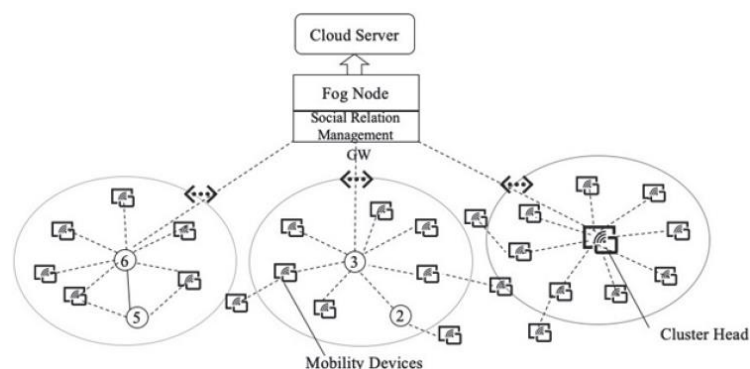 Cloud Server
Fog Node
Social Relation
Management
GW
6
3
5
2
Cluster Head
Mobility Devices